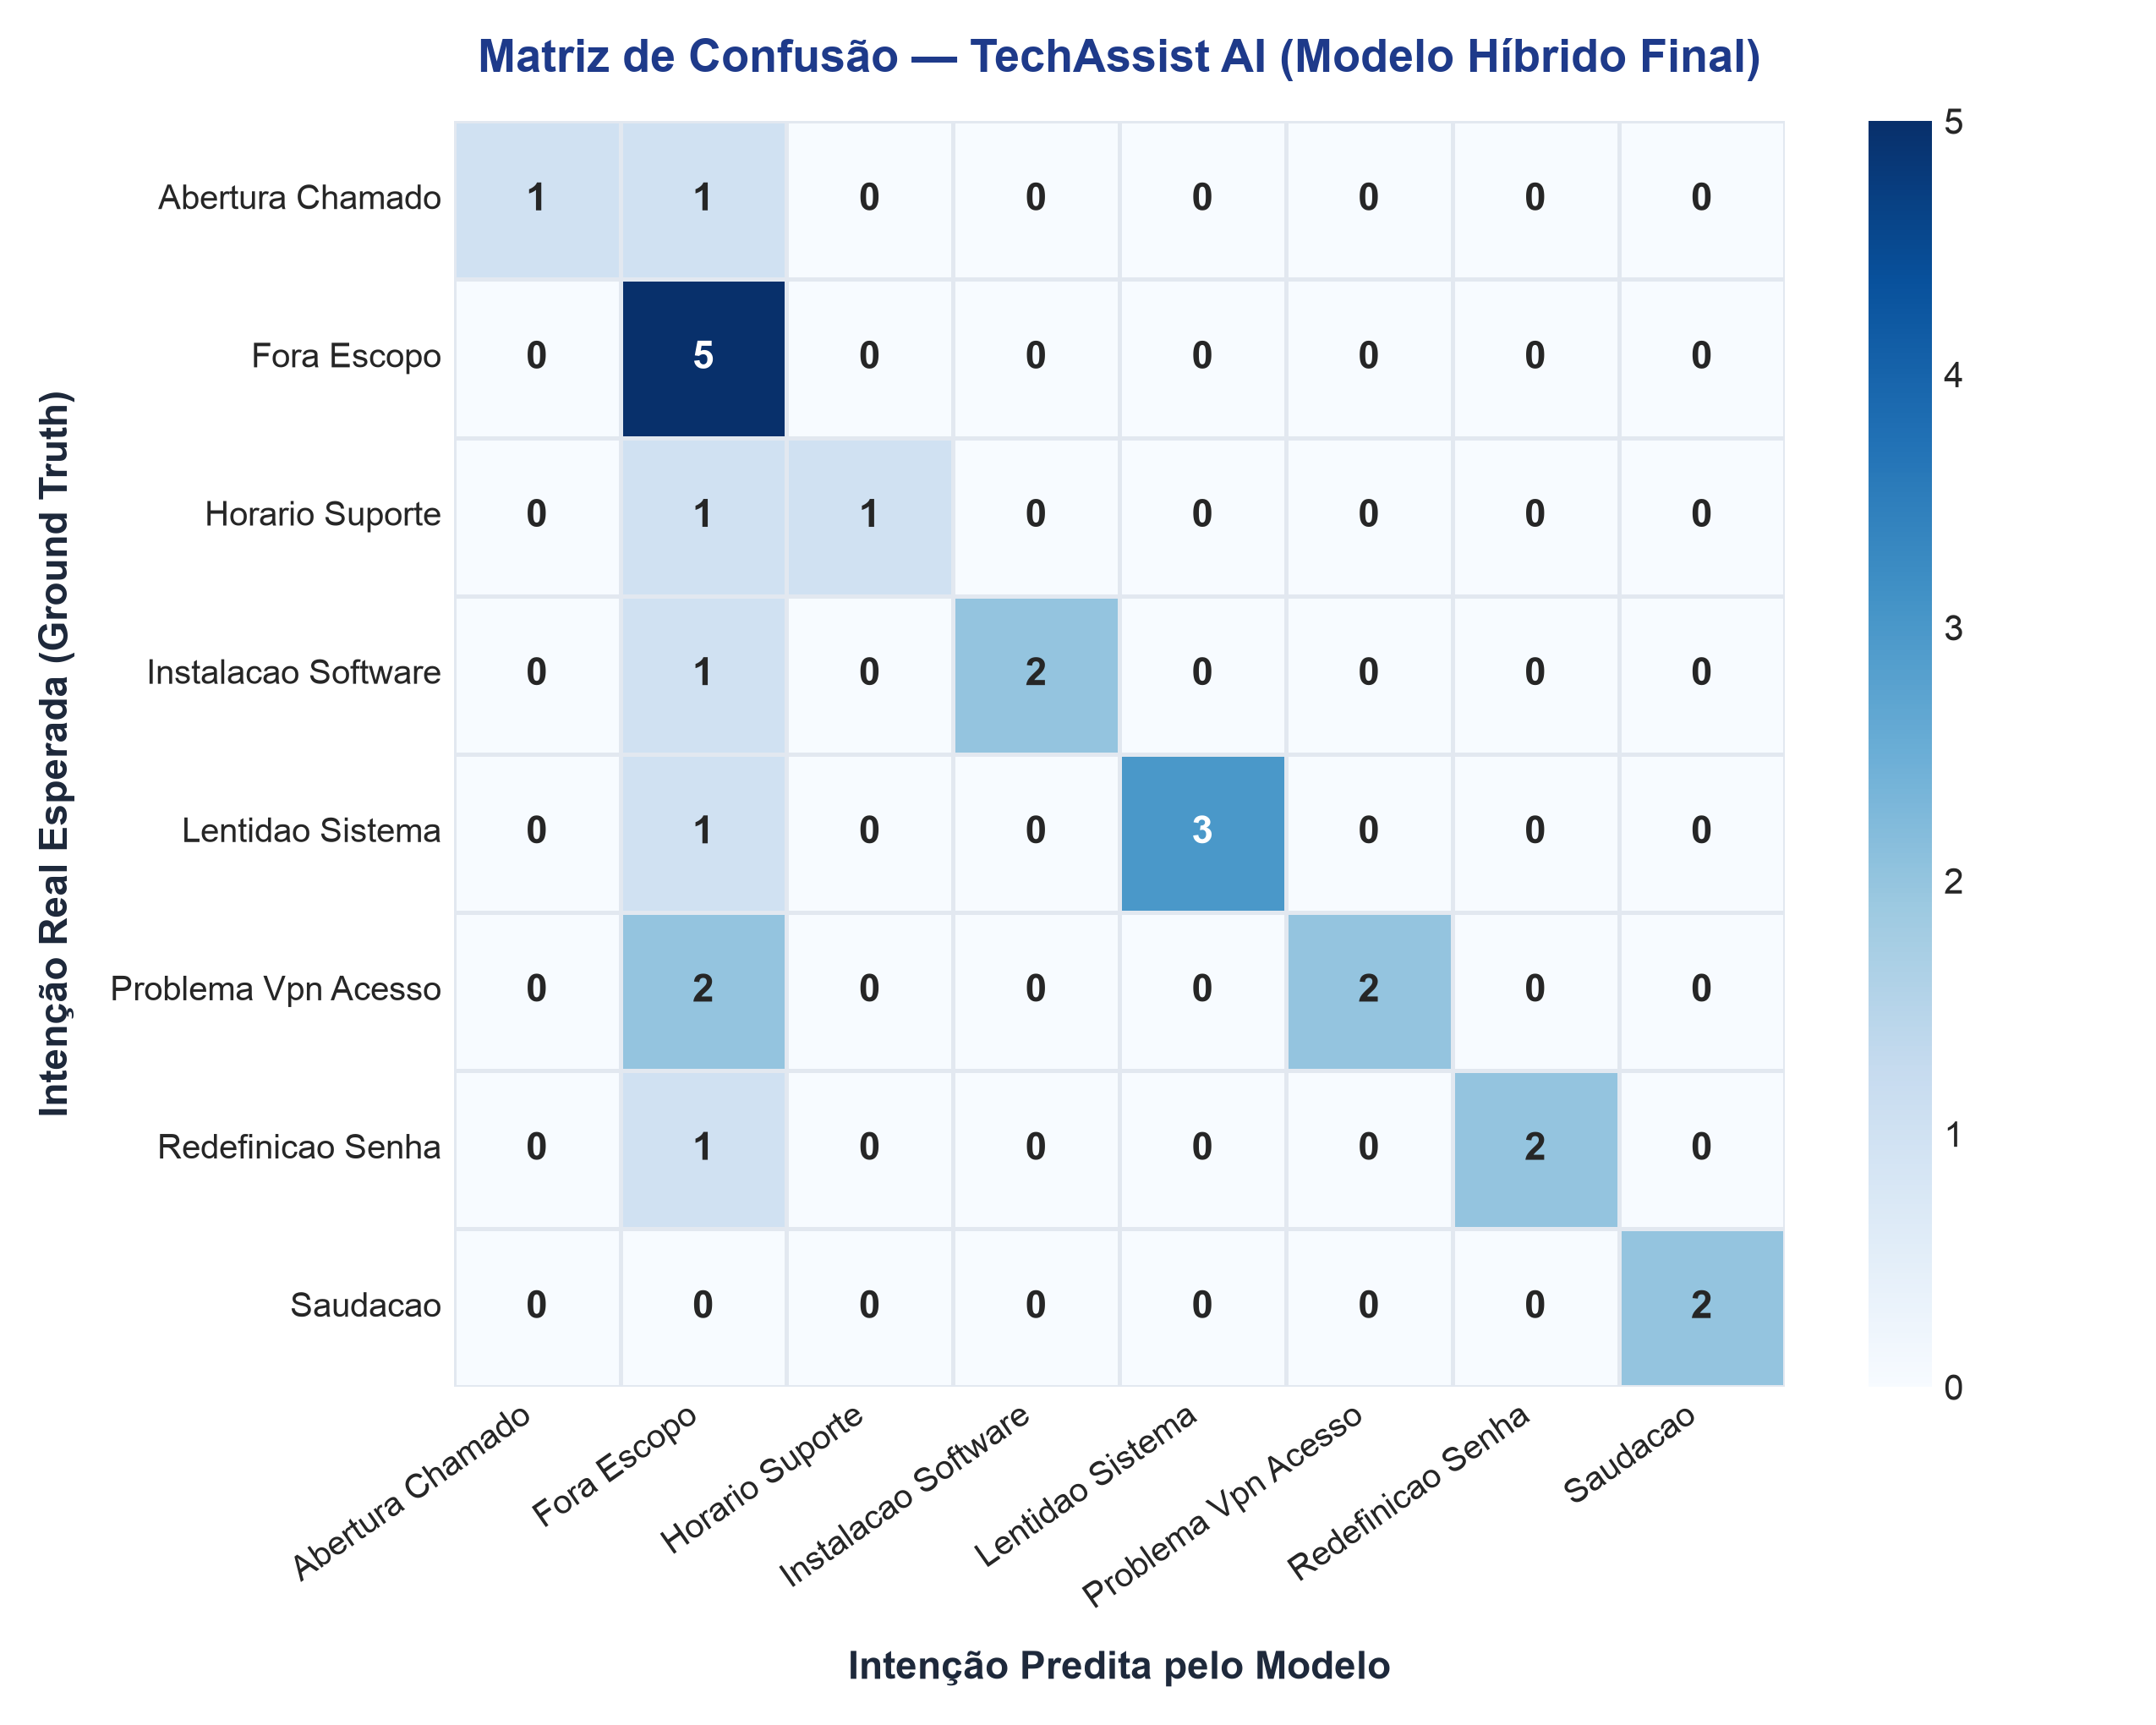 Matriz de Confusão — TechAssist AI (Modelo Híbrido Final)
Intenção Real Esperada (Ground Truth)
Abertura Chamado 1 1 0 0 0 0 0 0
Fora Escopo 0 5 0 0 0 0 0 0
Horario Suporte 0 1 1 0 0 0 0 0
Instalacao Software 0 1 0 2 0 0 0 0
Lentidao Sistema 0 1 0 0 3 0 0 0
Problema Vpn Acesso 0 2 0 0 0 2 0 0
Redefinicao Senha 0 1 0 0 0 0 2 0
Saudacao 0 0 0 0 0 0 0 2
Abertura Chamado
Fora Escopo
Horario Suporte
Instalacao Software
Lentidao Sistema
Problema Vpn Acesso
Redefinicao Senha
Saudacao
Intenção Predita pelo Modelo
5
4
3
2
1
0